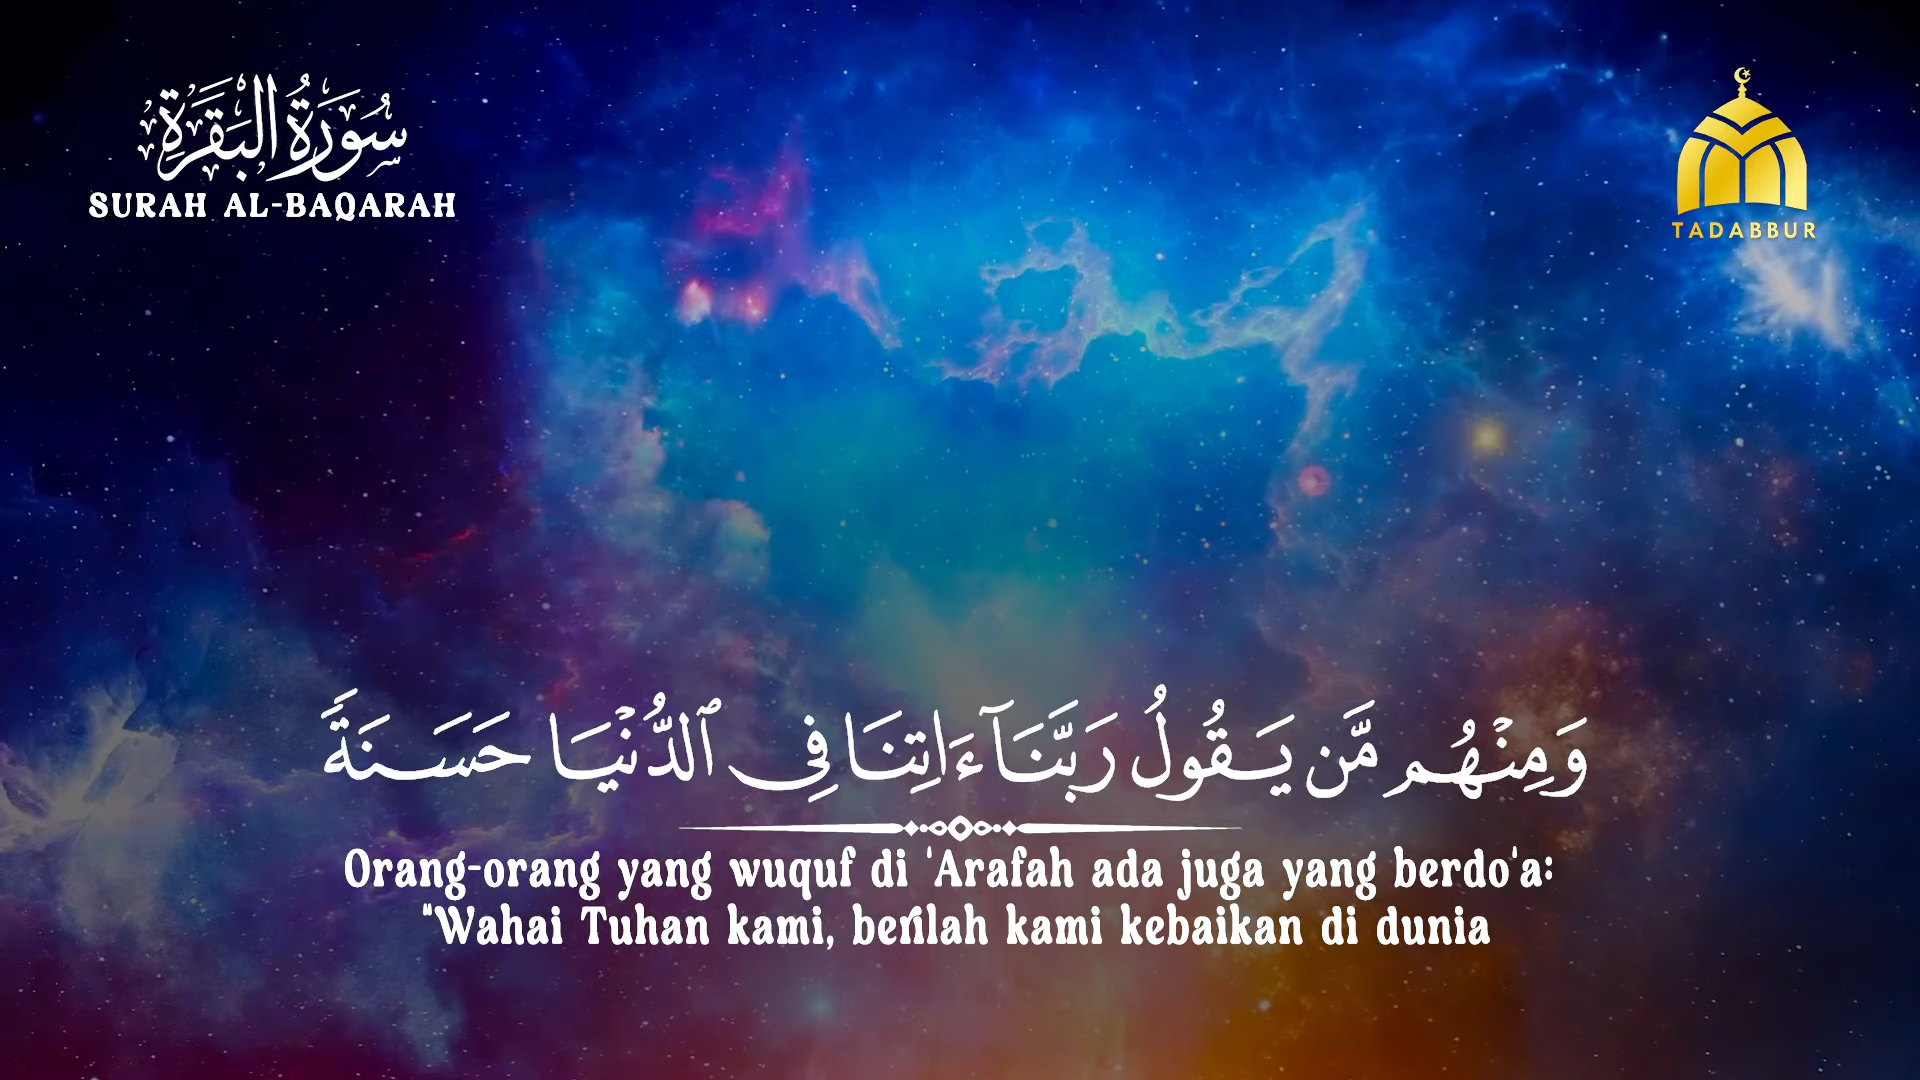 سُورَةُ الْبَقَرَةِ
SURAH AL-BAQARAH
TADABBUR
وَمِنْهُم مَّن يَقُولُ رَبَّنَآ ءَاتِنَا فِى ٱلدُّنْيَا حَسَنَةً
Orang-orang yang wuquf di 'Arafah ada juga yang berdo'a:
"Wahai Tuhan kami, berilah kami kebaikan di dunia